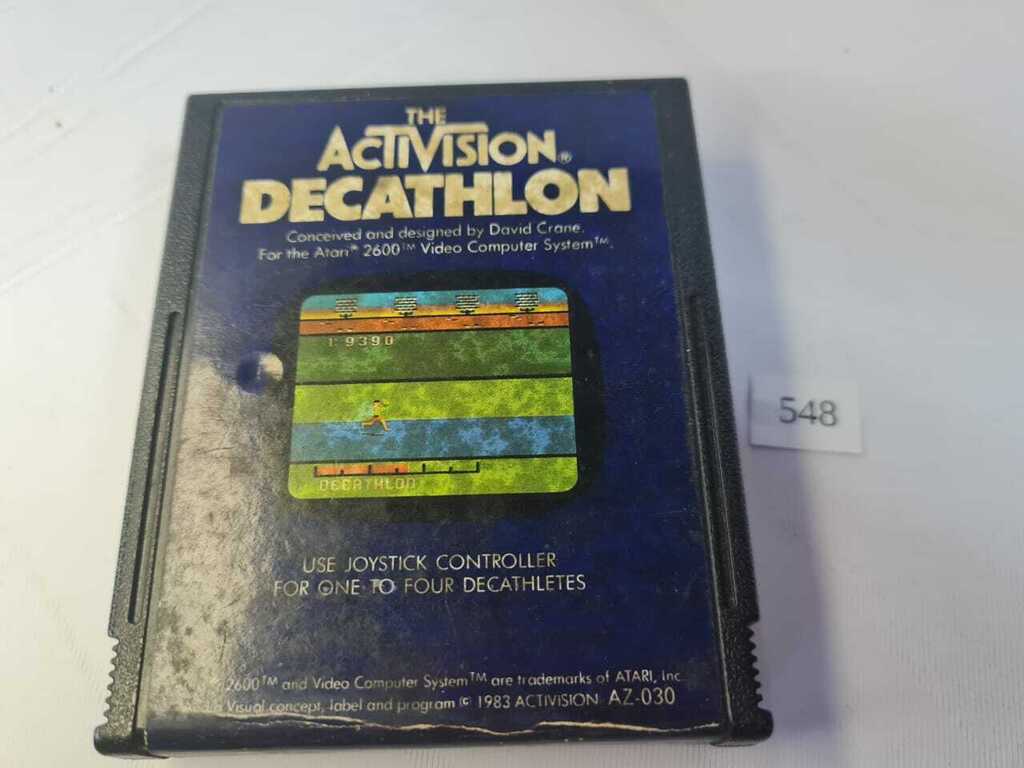 THE
ACTIVISION®
DECATHLON
Conceived and designed by David Crane.
For the Atari™ 2600™ Video Computer System™.
1 9390
DECATHLON
548
USE JOYSTICK CONTROLLER
FOR ONE TO FOUR DECATHLETES
2600™ and Video Computer System™ are trademarks of ATARI, Inc.
Visual concept, label and program © 1983 ACTIVISION AZ-030